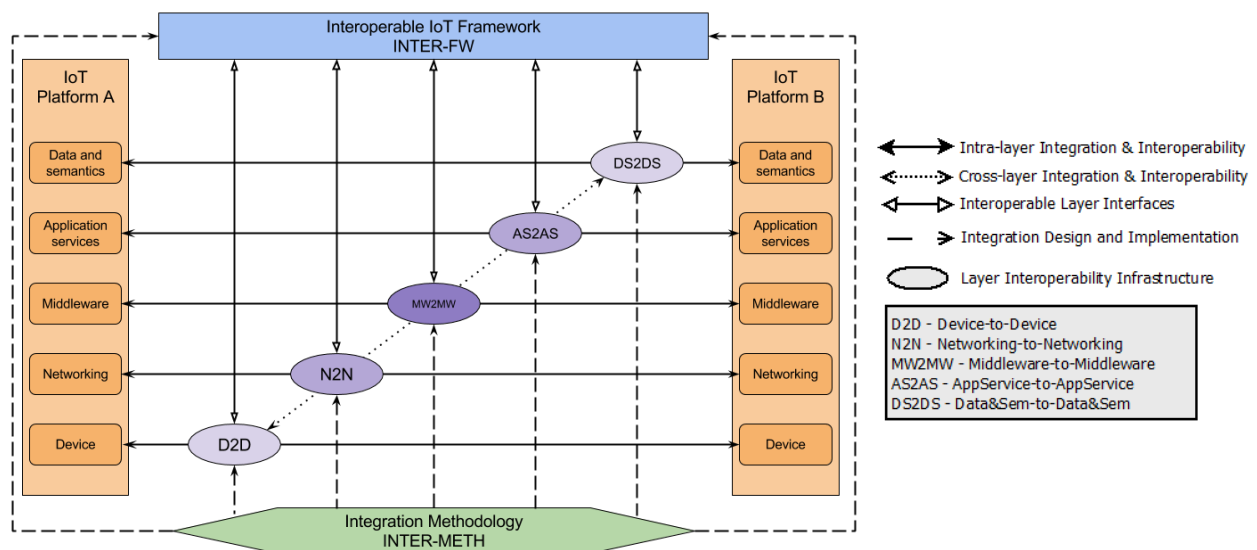 Interoperable IoT Framework
INTER-FW
IoT
Platform A
Data and
semantics
Application
services
Middleware
Networking
Device
DS2DS
AS2AS
MW2MW
N2N
D2D
IoT
Platform B
Data and
semantics
Application
services
Middleware
Networking
Device
Integration Methodology
INTER-METH
Intra-layer Integration & Interoperability
Cross-layer Integration & Interoperability
Interoperable Layer Interfaces
Integration Design and Implementation
Layer Interoperability Infrastructure
D2D - Device-to-Device
N2N - Networking-to-Networking
MW2MW - Middleware-to-Middleware
AS2AS - AppService-to-AppService
DS2DS - Data&Sem-to-Data&Sem